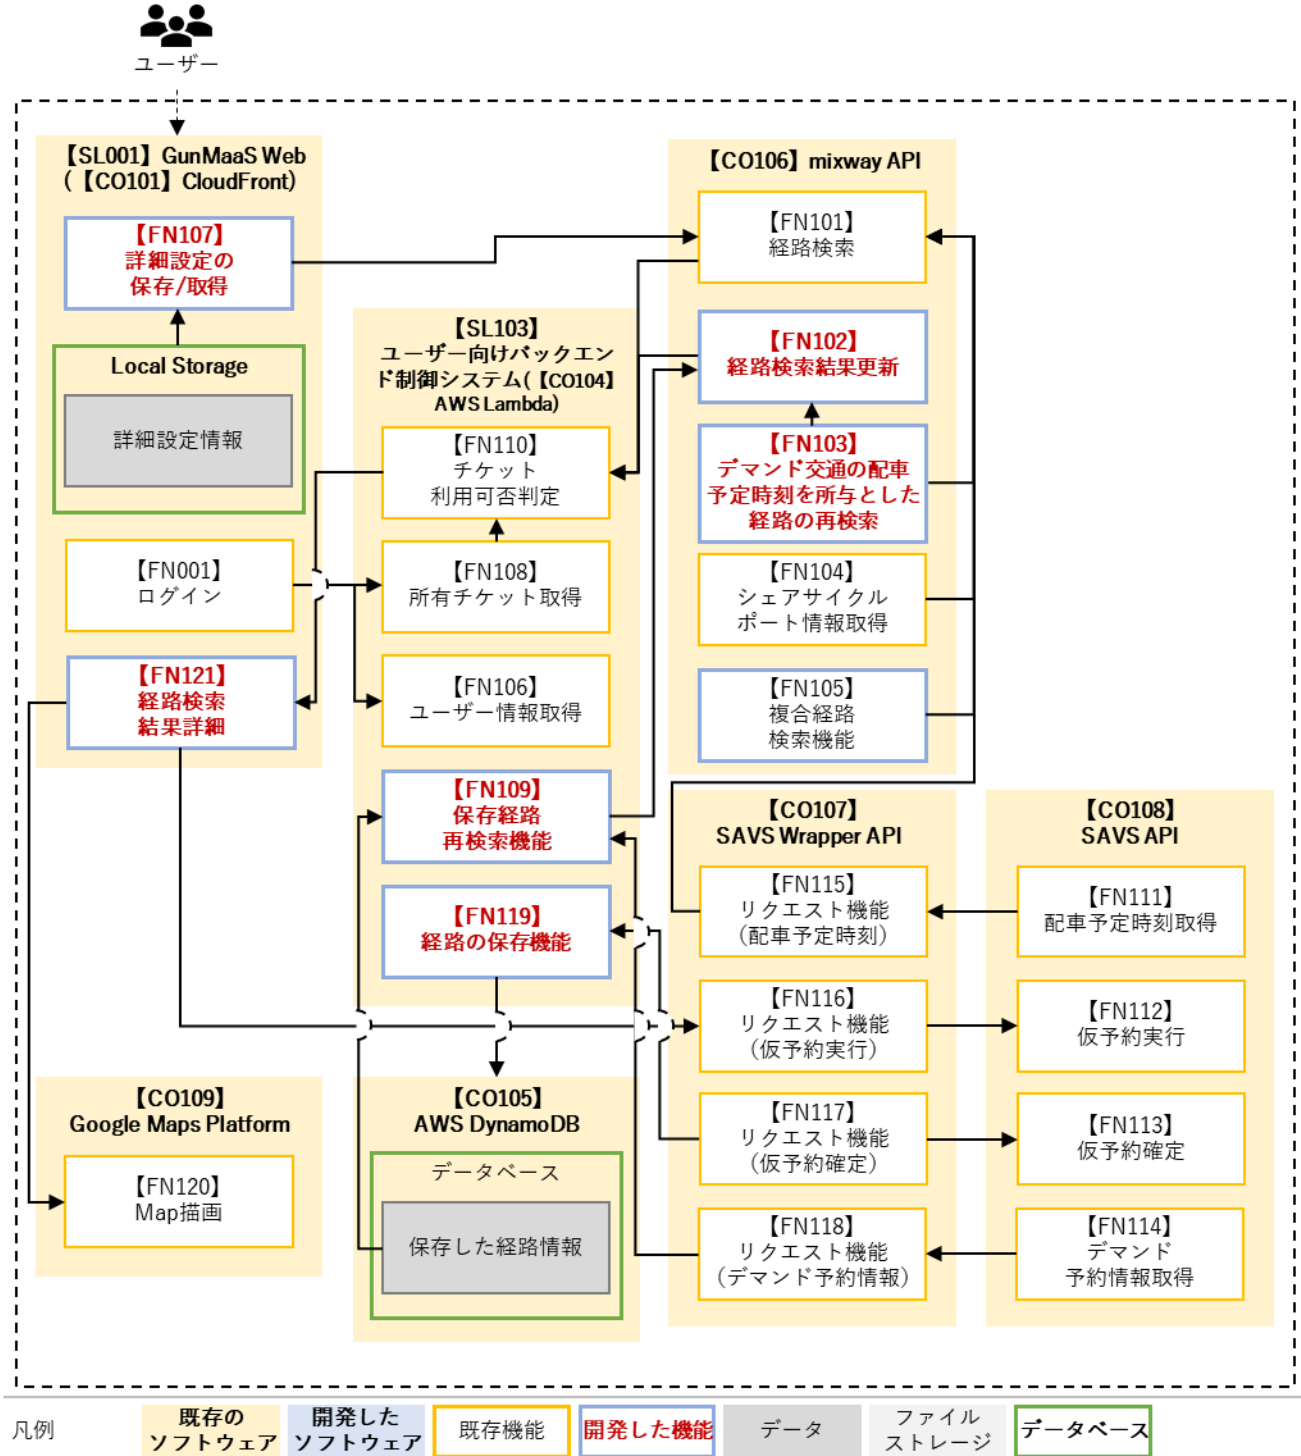 ユーザー
【SL001】GunMaaS Web
(【CO101】CloudFront)
【FN107】
詳細設定の
保存/取得
Local Storage
詳細設定情報
【FN001】
ログイン
【FN121】
経路検索
結果詳細
【CO109】
Google Maps Platform
【FN120】
Map描画
【SL103】
ユーザー向けバックエン
ド制御システム(【CO104】
AWS Lambda)
【FN110】
チケット
利用可否判定
【FN108】
所有チケット取得
【FN106】
ユーザー情報取得
【FN109】
保存経路
再検索機能
【FN119】
経路の保存機能
【CO105】
AWS DynamoDB
データベース
保存した経路情報
【CO106】mixway API
【FN101】
経路検索
【FN102】
経路検索結果更新
【FN103】
デマンド交通の配車
予定時刻を所与とした
経路の再検索
【FN104】
シェアサイクル
ポート情報取得
【FN105】
複合経路
検索機能
【CO107】
SAVS Wrapper API
【FN115】
リクエスト機能
(配車予定時刻)
【FN116】
リクエスト機能
(仮予約実行)
【FN117】
リクエスト機能
(仮予約確定)
【FN118】
リクエスト機能
(デマンド予約情報)
【CO108】
SAVS API
【FN111】
配車予定時刻取得
【FN112】
仮予約実行
【FN113】
仮予約確定
【FN114】
デマンド
予約情報取得
凡例
既存の
ソフトウェア
開発した
ソフトウェア
既存機能
開発した機能
データ
ファイル
ストレージ
データベース